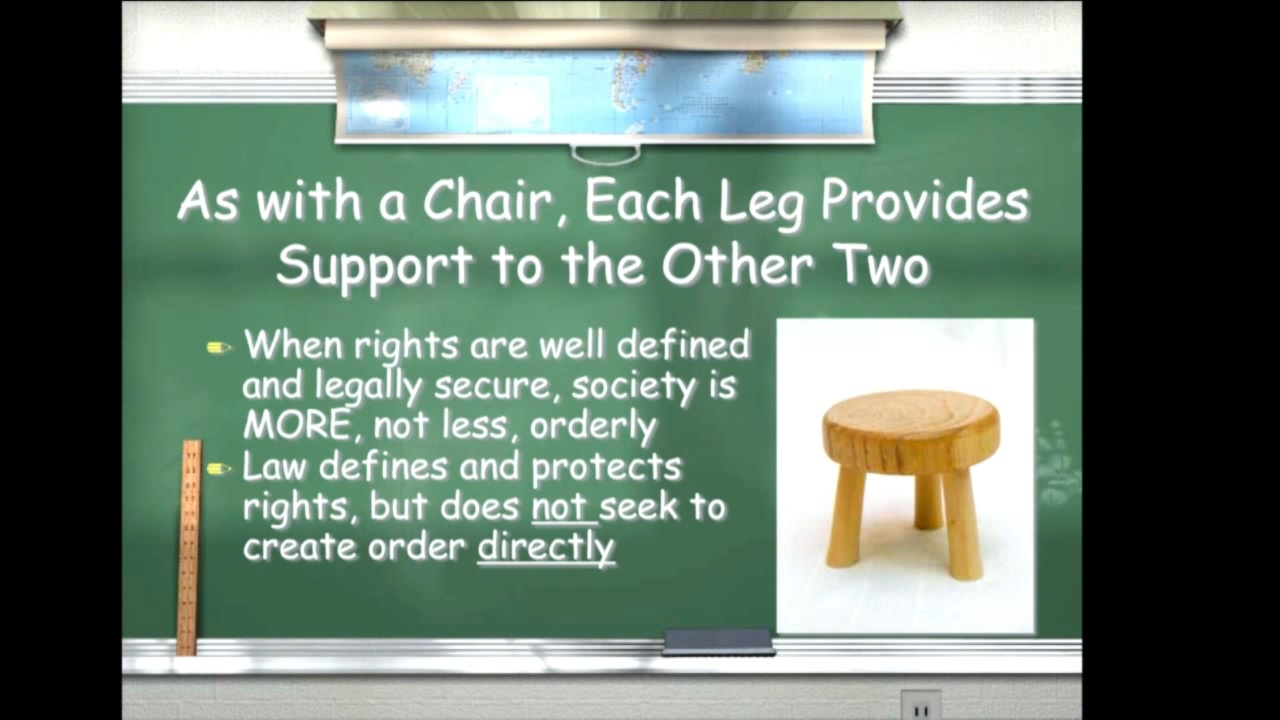 As with a Chair, Each Leg Provides
Support to the Other Two
When rights are well defined
and legally secure, society is
MORE, not less, orderly
Law defines and protects
rights, but does not seek to
create order directly